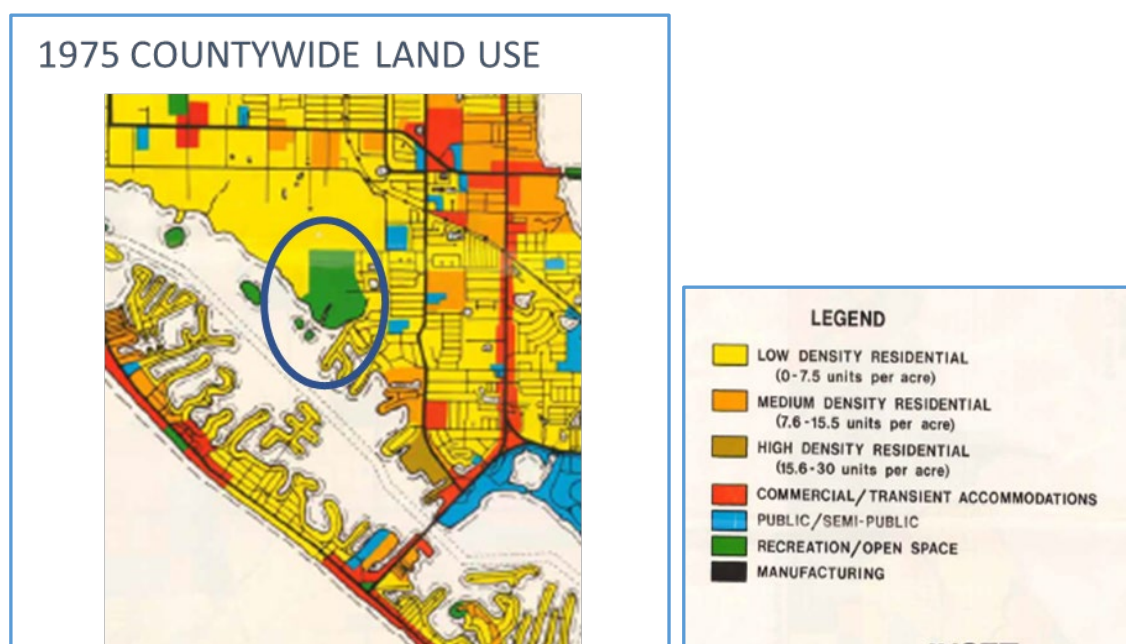 1975 COUNTYWIDE LAND USE
LEGEND
LOW DENSITY RESIDENTIAL
(0-7.5 units per acre)
MEDIUM DENSITY RESIDENTIAL
(7.6-15.5 units per acre)
HIGH DENSITY RESIDENTIAL
(15.6-30 units per acre)
COMMERCIAL/TRANSIENT ACCOMMODATIONS
PUBLIC/SEMI-PUBLIC
RECREATION/OPEN SPACE
MANUFACTURING